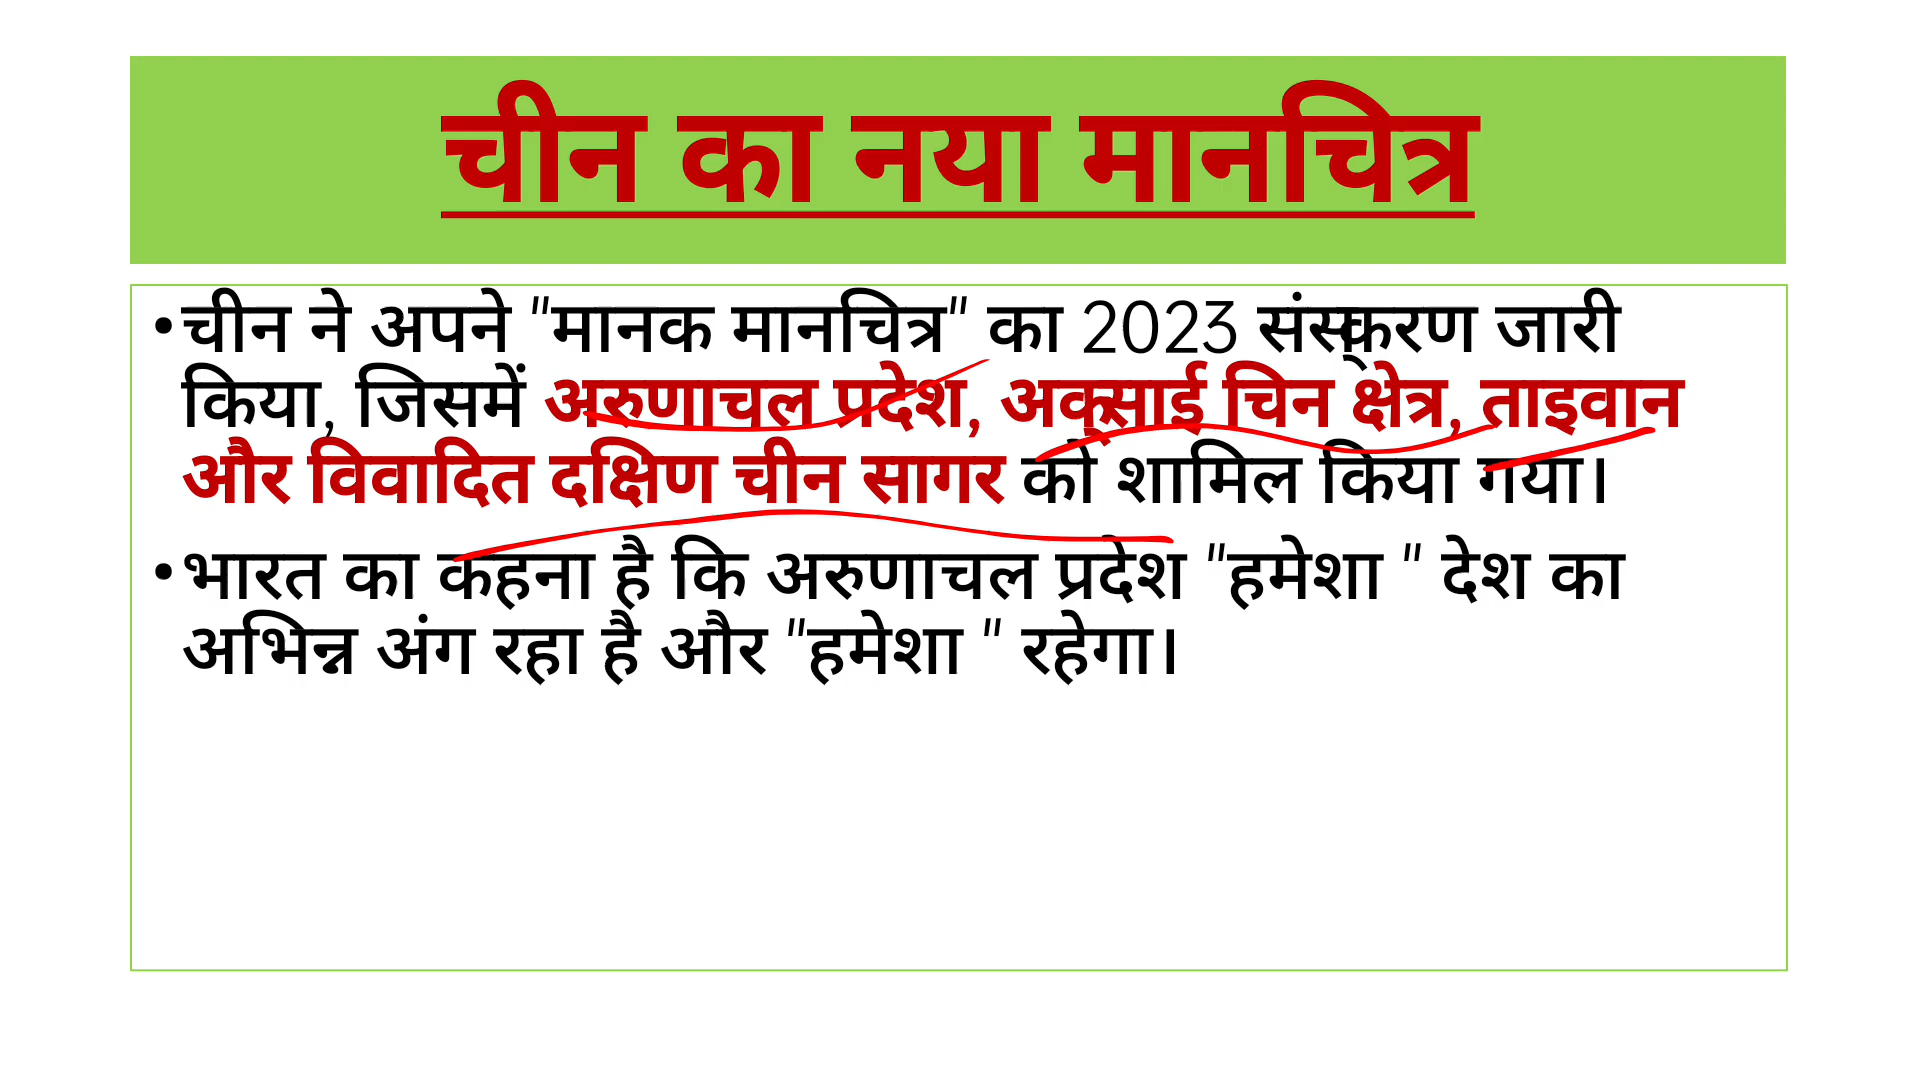 चीन का नया मानचित्र
•चीन ने अपने "मानक मानचित्र" का 2023 संस्करण जारी
किया, जिसमें अरुणाचल प्रदेश, अक्साई चिन क्षेत्र, ताइवान
और विवादित दक्षिण चीन सागर को शामिल किया गया।
•भारत का कहना है कि अरुणाचल प्रदेश "हमेशा " देश का
अभिन्न अंग रहा है और "हमेशा " रहेगा।